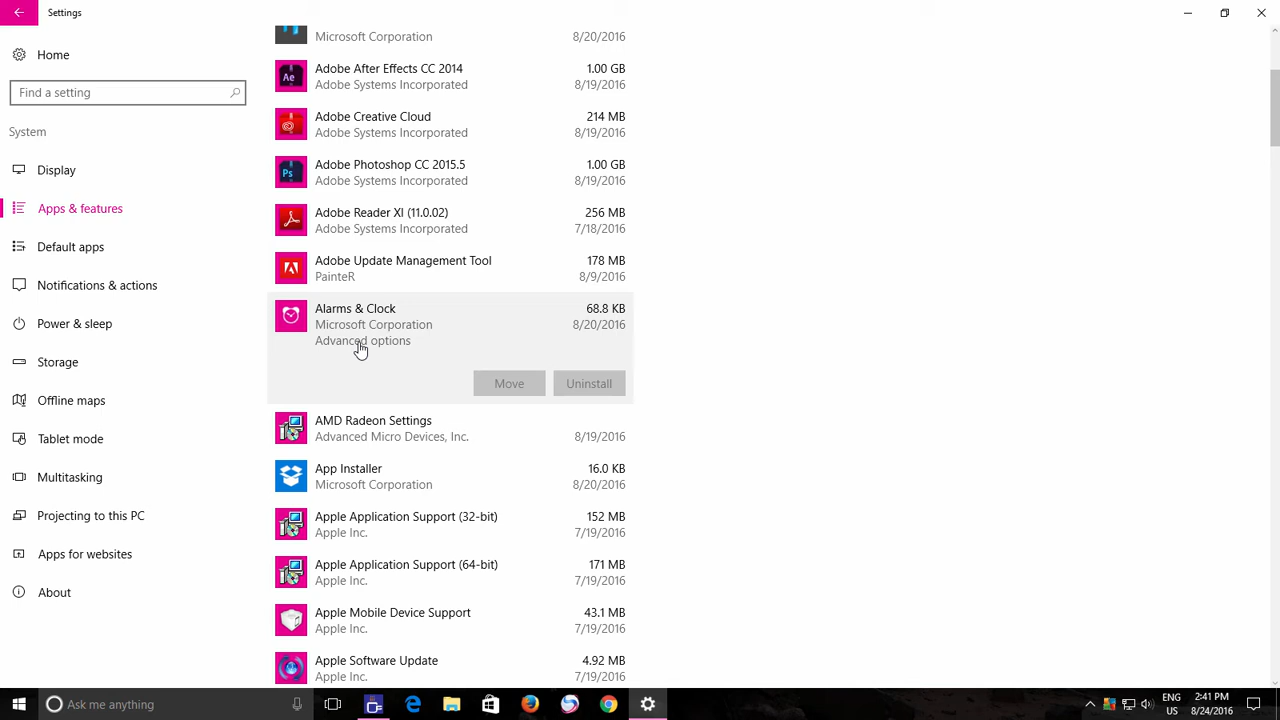 Settings
Home
Find a setting
System
Display
Apps & features
Default apps
Notifications & actions
Power & sleep
Storage
Offline maps
Tablet mode
Multitasking
Projecting to this PC
Apps for websites
About
Microsoft Corporation 8/20/2016
Adobe After Effects CC 2014 1.00 GB
Adobe Systems Incorporated 8/19/2016
Adobe Creative Cloud 214 MB
Adobe Systems Incorporated 8/19/2016
Adobe Photoshop CC 2015.5 1.00 GB
Adobe Systems Incorporated 8/19/2016
Adobe Reader XI (11.0.02) 256 MB
Adobe Systems Incorporated 7/18/2016
Adobe Update Management Tool 178 MB
PainteR 8/9/2016
Alarms & Clock 68.8 KB
Microsoft Corporation 8/20/2016
Advanced options
Move Uninstall
AMD Radeon Settings
Advanced Micro Devices, Inc. 8/19/2016
App Installer 16.0 KB
Microsoft Corporation 8/20/2016
Apple Application Support (32-bit) 152 MB
Apple Inc. 7/19/2016
Apple Application Support (64-bit) 171 MB
Apple Inc. 7/19/2016
Apple Mobile Device Support 43.1 MB
Apple Inc. 7/19/2016
Apple Software Update 4.92 MB
Apple Inc. 7/19/2016
Ask me anything
ENG 2:41 PM
US 8/24/2016